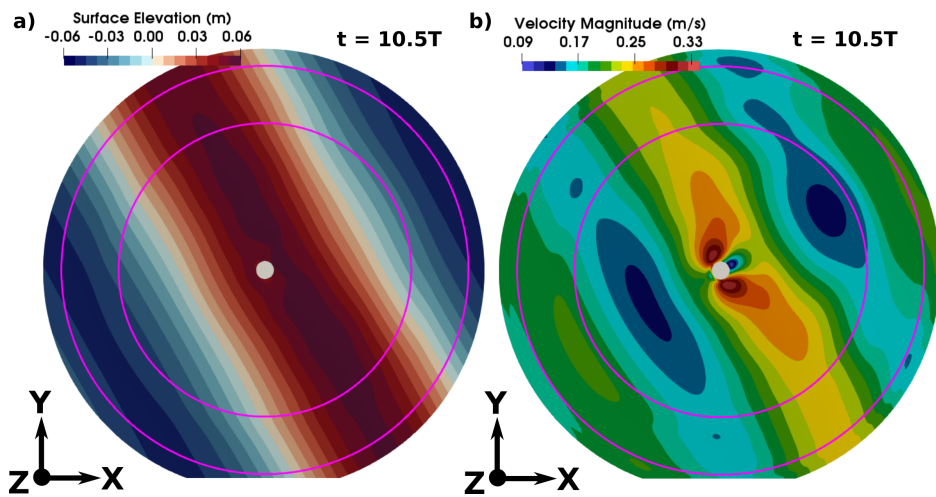 a)
Surface Elevation (m)
-0.06 -0.03 0.00 0.03 0.06
t = 10.5T
Y
Z
X
b)
Velocity Magnitude (m/s)
0.09 0.17 0.25 0.33
t = 10.5T
Y
Z
X